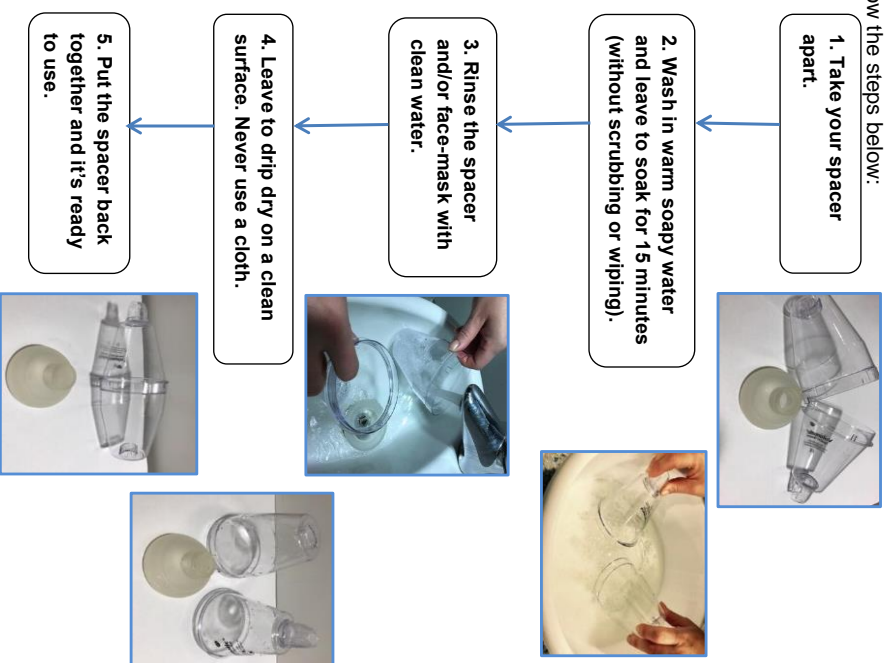 ow the steps below:
1. Take your spacer
apart.
2. Wash in warm soapy water
and leave to soak for 15 minutes
(without scrubbing or wiping).
3. Rinse the spacer
and/or face-mask with
clean water.
4. Leave to drip dry on a clean
surface. Never use a cloth.
5. Put the spacer back
together and it's ready
to use.